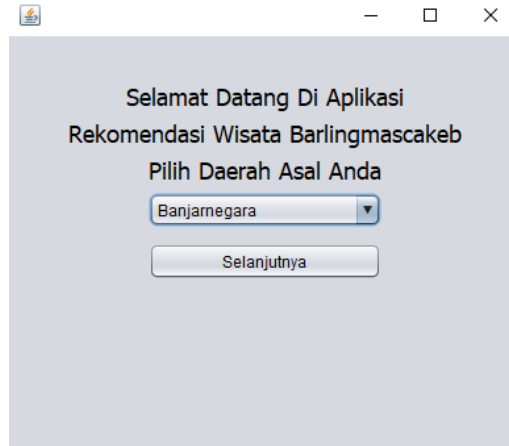 Selamat Datang Di Aplikasi
Rekomendasi Wisata Barlingmascakeb
Pilih Daerah Asal Anda
Banjarnegara
Selanjutnya